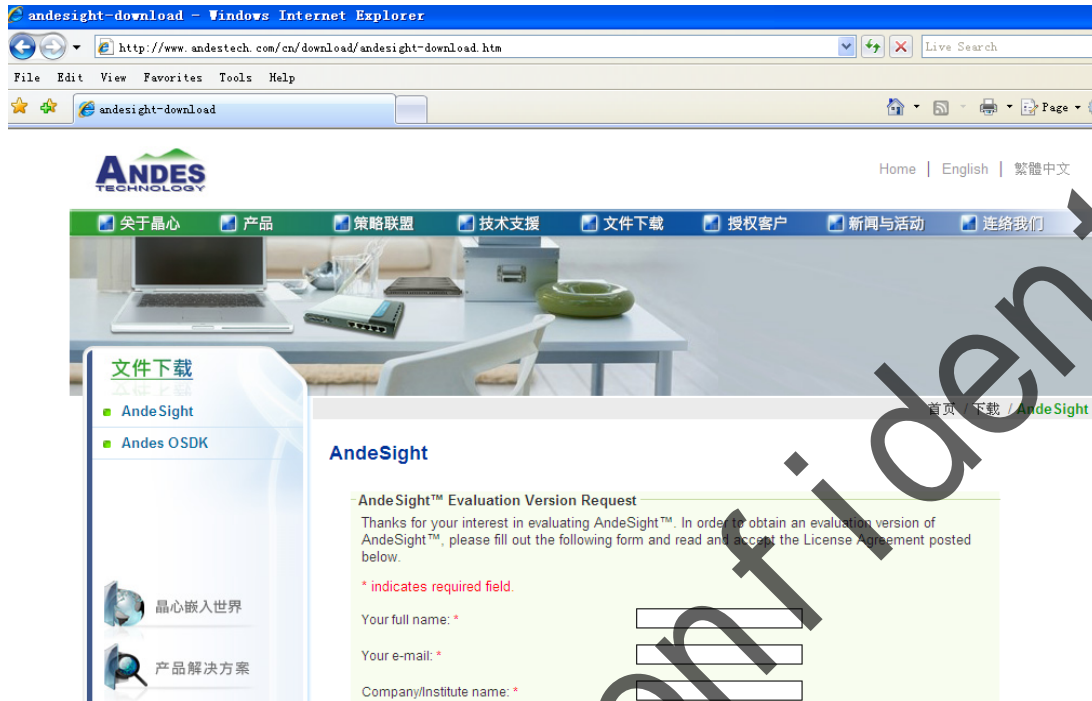 andesight-download - Windows Internet Explorer
http://www.andestech.com/cn/download/andesight-download.htm
Live Search
File Edit View Favorites Tools Help
andesight-download
Page
ANDES
TECHNOLOGY
Home | English | 繁體中文
关于晶心 产品 策略联盟 技术支援 文件下载 授权客户 新闻与活动 连络我们
文件下载
AndeSight
首页 / 下载 / AndeSight
Andes OSDK
AndeSight
AndeSight™ Evaluation Version Request
Thanks for your interest in evaluating AndeSight™. In order to obtain an evaluation version of
AndeSight™, please fill out the following form and read and accept the License Agreement posted
below.
* indicates required field.
晶心嵌入世界
Your full name: *
Your e-mail: *
产品解决方案
Company/Institute name: *
onfident